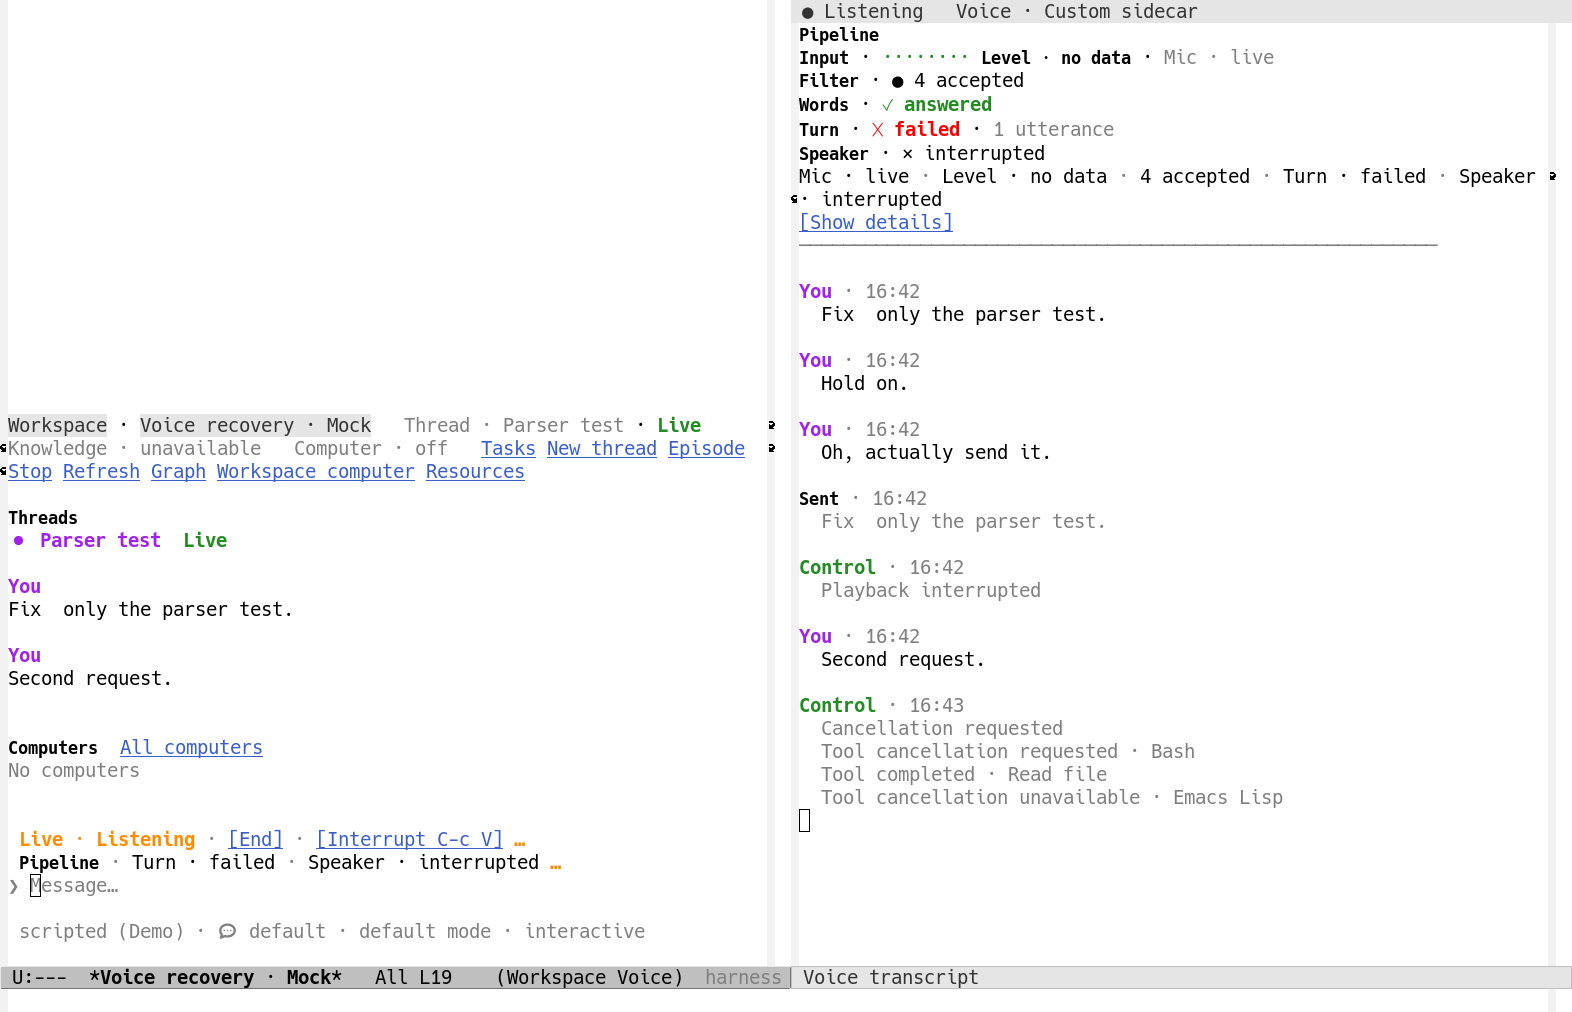 Workspace · Voice recovery · Mock   Thread · Parser test · Live
Knowledge · unavailable   Computer · off   Tasks New thread Episode
Stop Refresh Graph Workspace computer Resources
Threads
● Parser test  Live
You
Fix  only the parser test.
You
Second request.
Computers  All computers
No computers
Live · Listening · [End] · [Interrupt C-c V] …
Pipeline · Turn · failed · Speaker · interrupted …
❯ Message…
scripted (Demo) · default · default mode · interactive
U:---  *Voice recovery · Mock*   All L19    (Workspace Voice)  harness
● Listening   Voice · Custom sidecar
Pipeline
Input · ········ Level · no data · Mic · live
Filter · ● 4 accepted
Words · ✓ answered
Turn · ╳ failed · 1 utterance
Speaker · × interrupted
Mic · live · Level · no data · 4 accepted · Turn · failed · Speaker
· interrupted
[Show details]
You · 16:42
Fix  only the parser test.
You · 16:42
Hold on.
You · 16:42
Oh, actually send it.
Sent · 16:42
Fix  only the parser test.
Control · 16:42
Playback interrupted
You · 16:42
Second request.
Control · 16:43
Cancellation requested
Tool cancellation requested · Bash
Tool completed · Read file
Tool cancellation unavailable · Emacs Lisp
Voice transcript